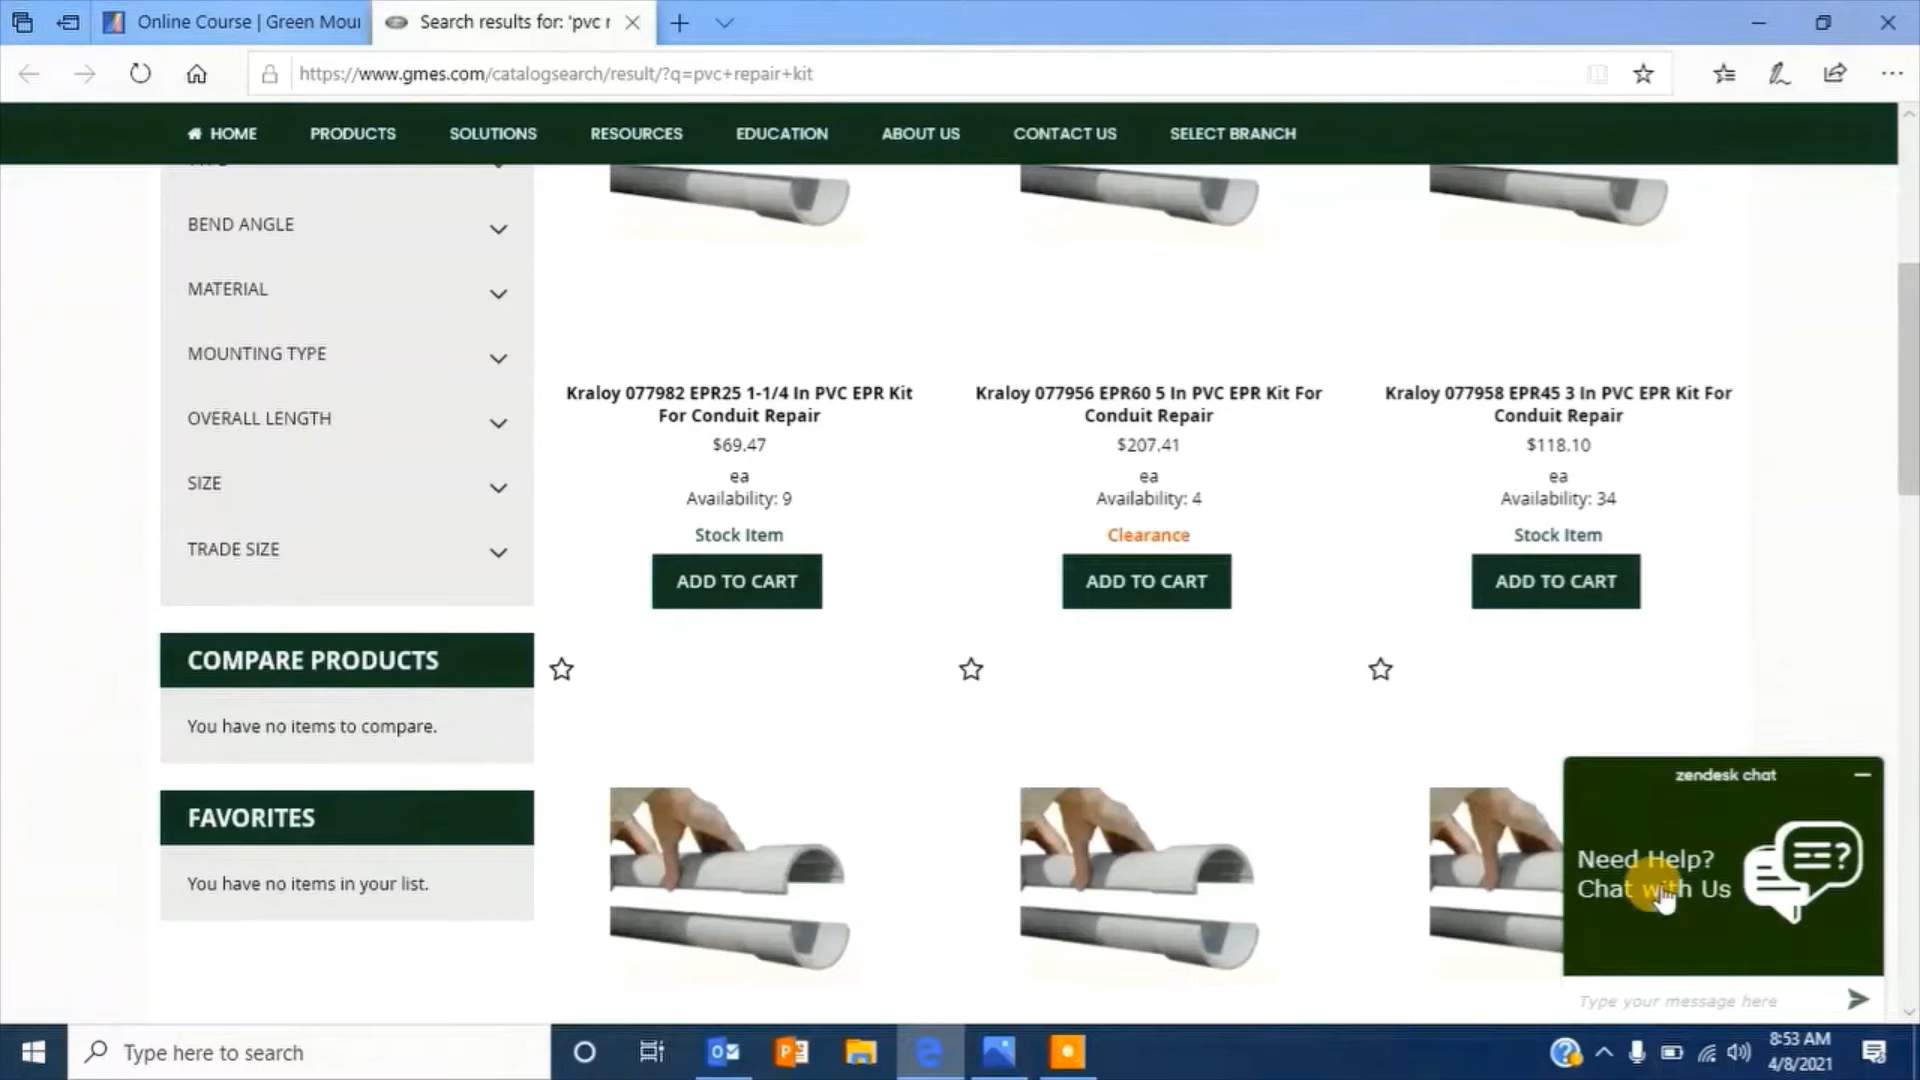 Online Course | Green Mour
Search results for: 'pvc r
https://www.gmes.com/catalogsearch/result/?q=pvc+repair+kit
HOME
PRODUCTS
SOLUTIONS
RESOURCES
EDUCATION
ABOUT US
CONTACT US
SELECT BRANCH
BEND ANGLE
MATERIAL
MOUNTING TYPE
OVERALL LENGTH
SIZE
TRADE SIZE
COMPARE PRODUCTS
You have no items to compare.
FAVORITES
You have no items in your list.
Kraloy 077982 EPR25 1-1/4 In PVC EPR Kit
For Conduit Repair
$69.47
ea
Availability: 9
Stock Item
ADD TO CART
Kraloy 077956 EPR60 5 In PVC EPR Kit For
Conduit Repair
$207.41
ea
Availability: 4
Clearance
ADD TO CART
Kraloy 077958 EPR45 3 In PVC EPR Kit For
Conduit Repair
$118.10
ea
Availability: 34
Stock Item
ADD TO CART
zendesk chat
Need Help?
Chat with Us
Type your message here
Type here to search
8:53 AM
4/8/2021